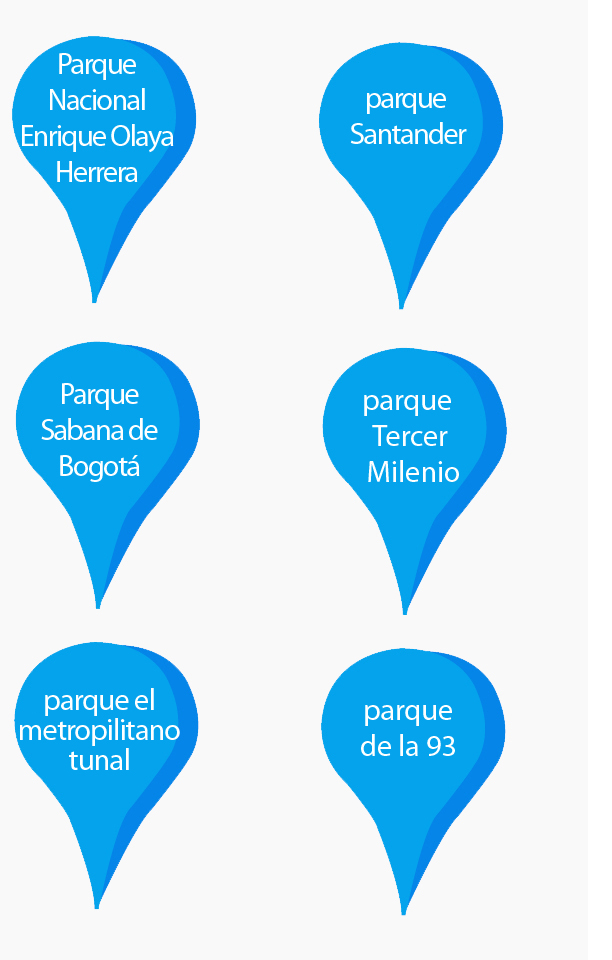 Parque
Nacional
Enrique Olaya
Herrera
parque
Santander
Parque
Sabana de
Bogotá
parque
Tercer
Milenio
parque el
metropilitano
tunal
parque
de la 93